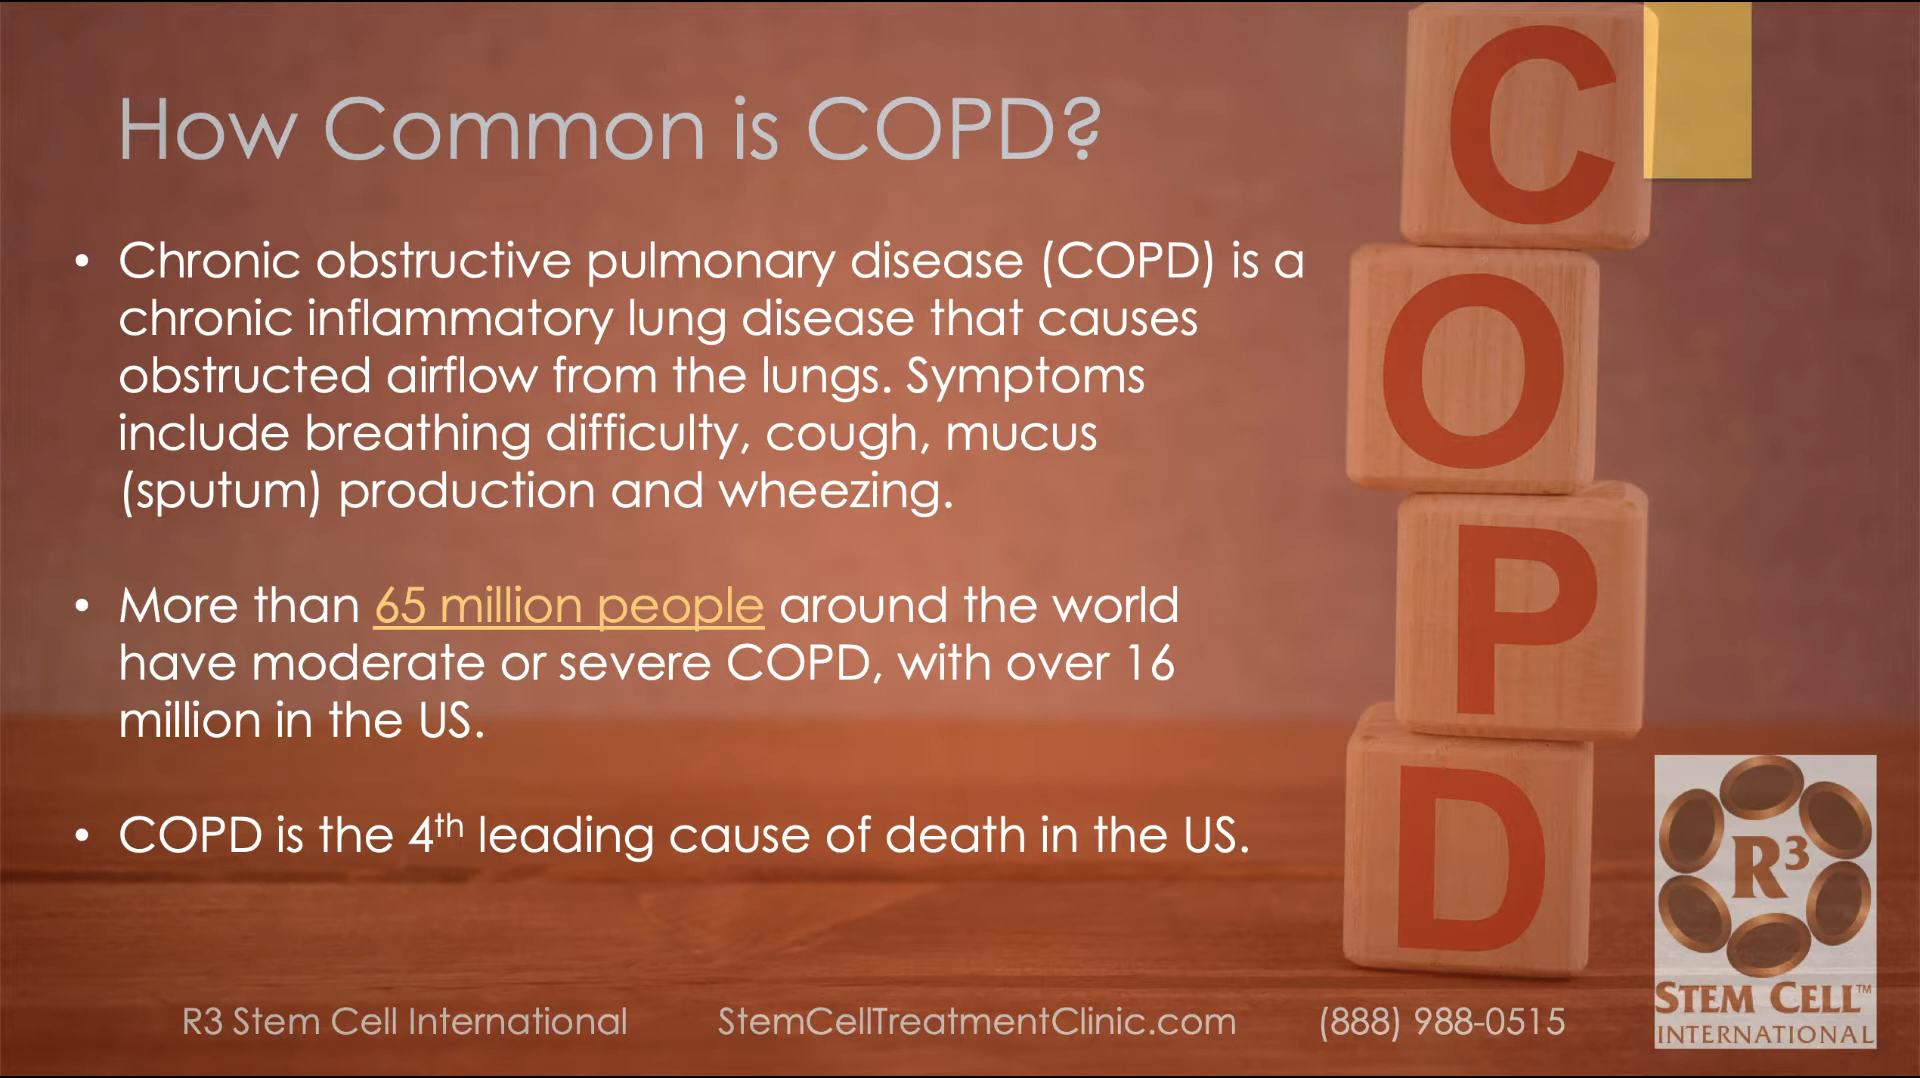 How Common is COPD?
• Chronic obstructive pulmonary disease (COPD) is a
chronic inflammatory lung disease that causes
obstructed airflow from the lungs. Symptoms
include breathing difficulty, cough, mucus
(sputum) production and wheezing.
• More than 65 million people around the world
have moderate or severe COPD, with over 16
million in the US.
• COPD is the 4th leading cause of death in the US.
C
O
P
D
R3
STEM CELL™
INTERNATIONAL
R3 Stem Cell International StemCellTreatmentClinic.com (888) 988-0515